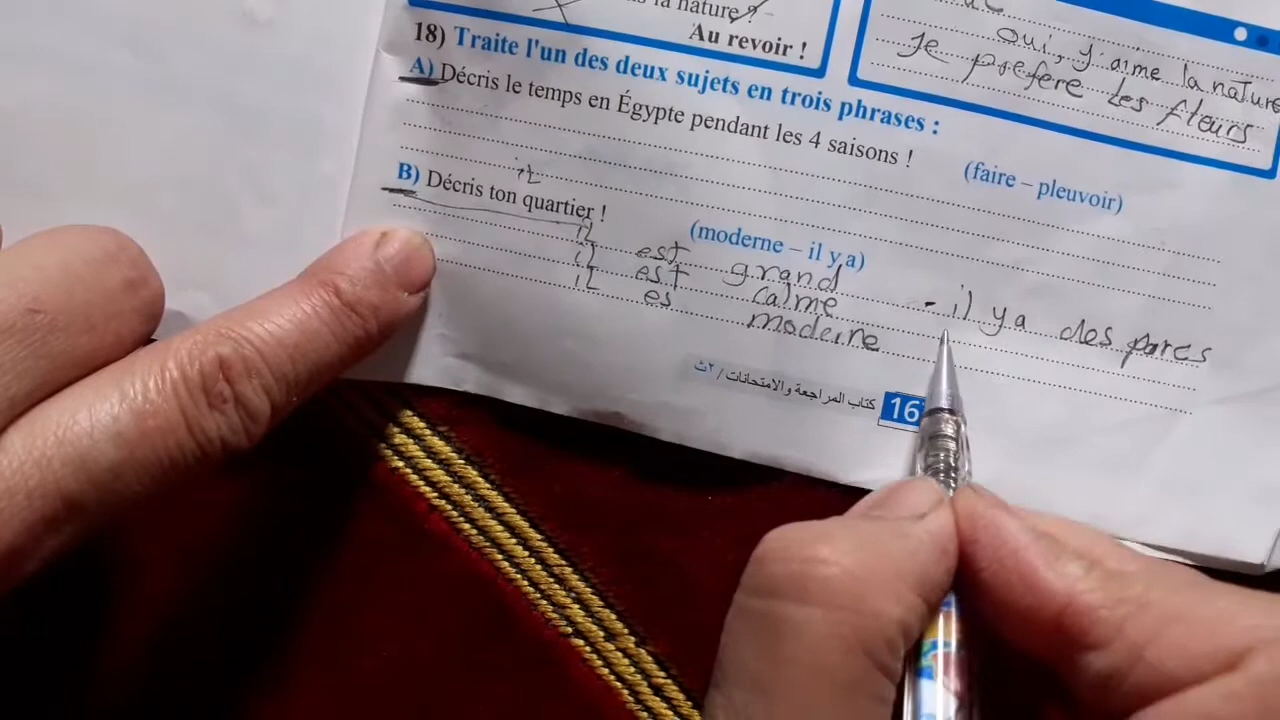 la nature ?
Au revoir !
oui, j'aime la nature
Je prefere les fleurs
18) Traite l'un des deux sujets en trois phrases :
A) Décris le temps en Égypte pendant les 4 saisons !
(faire – pleuvoir)
B) Décris ton quartier !
(moderne – il y a)
il
il est grand
il est calme
il es moderne
- il y a des parcs
كتاب المراجعة والامتحانات / ٢ث
16